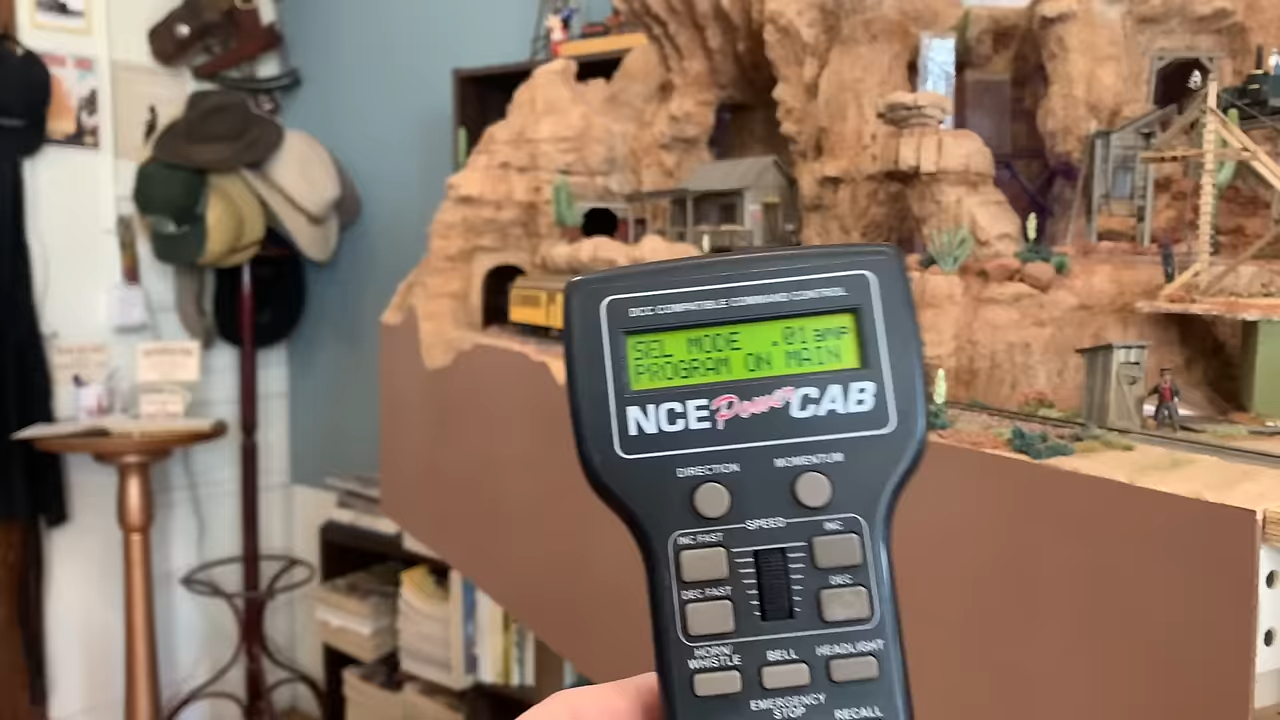 DCC COMPATIBLE COMMAND CONTROL
SEL MODE .01amp
PROGRAM ON MAIN
NCE Power CAB
DIRECTION
MOMENTUM
SPEED
INC FAST
INC
DEC FAST
DEC
HORN/
WHISTLE
BELL
HEADLIGHT
EMERGENCY
STOP
RECALL